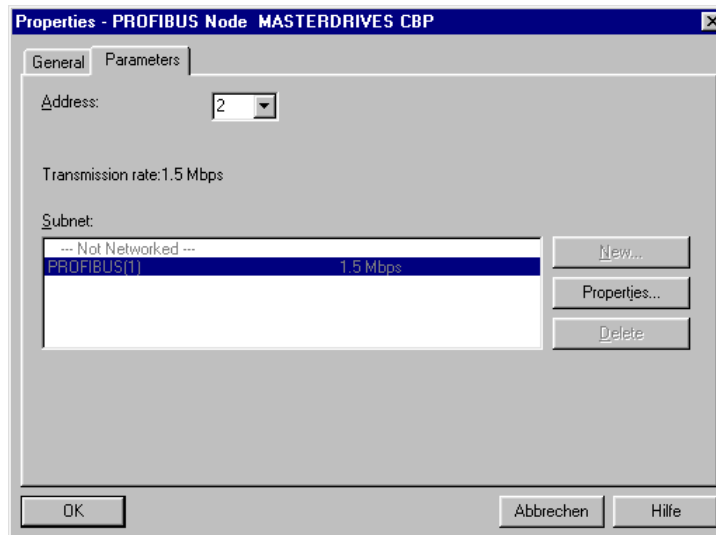 Properties - PROFIBUS Node  MASTERDRIVES CBP
General
Parameters
Address:
2
Transmission rate:1.5 Mbps
Subnet:
--- Not Networked ---
PROFIBUS(1) 1.5 Mbps
New...
Properties...
Delete
OK
Abbrechen
Hilfe